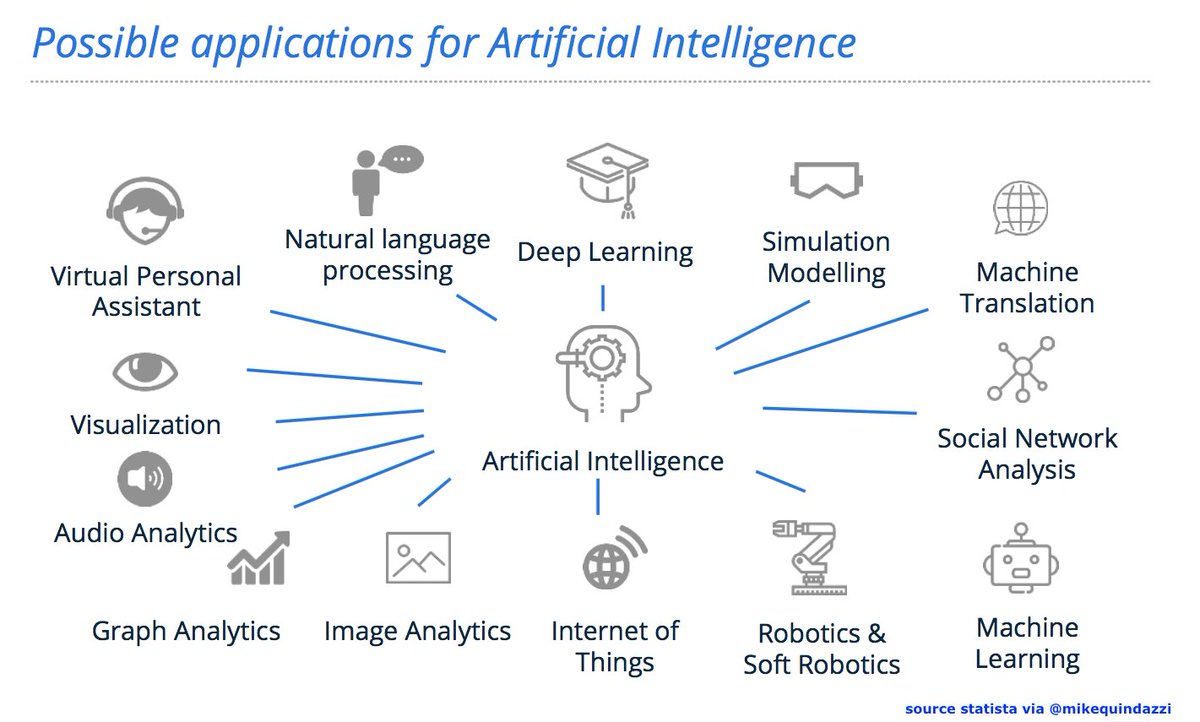 Possible applications for Artificial Intelligence
Virtual Personal
Assistant
Natural language
processing
Deep Learning
Simulation
Modelling
Machine
Translation
Visualization
Social Network
Analysis
Artificial Intelligence
Audio Analytics
Graph Analytics
Image Analytics
Internet of
Things
Robotics &
Soft Robotics
Machine
Learning
source statista via @mikequindazzi